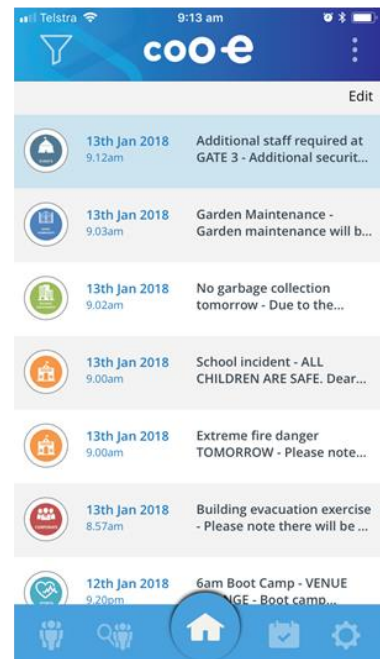 Telstra 9:13 am
coo-e
Edit
13th Jan 2018
9.12am
Additional staff required at
GATE 3 - Additional securit...
13th Jan 2018
9.03am
Garden Maintenance -
Garden maintenance will b...
13th Jan 2018
9.02am
No garbage collection
tomorrow - Due to the...
13th Jan 2018
9.00am
School incident - ALL
CHILDREN ARE SAFE. Dear...
13th Jan 2018
9.00am
Extreme fire danger
TOMORROW - Please note...
CORPORATE
13th Jan 2018
8.57am
Building evacuation exercise
- Please note there will be ...
12th Jan 2018
9.20pm
6am Boot Camp - VENUE
NGE - Boot camp...